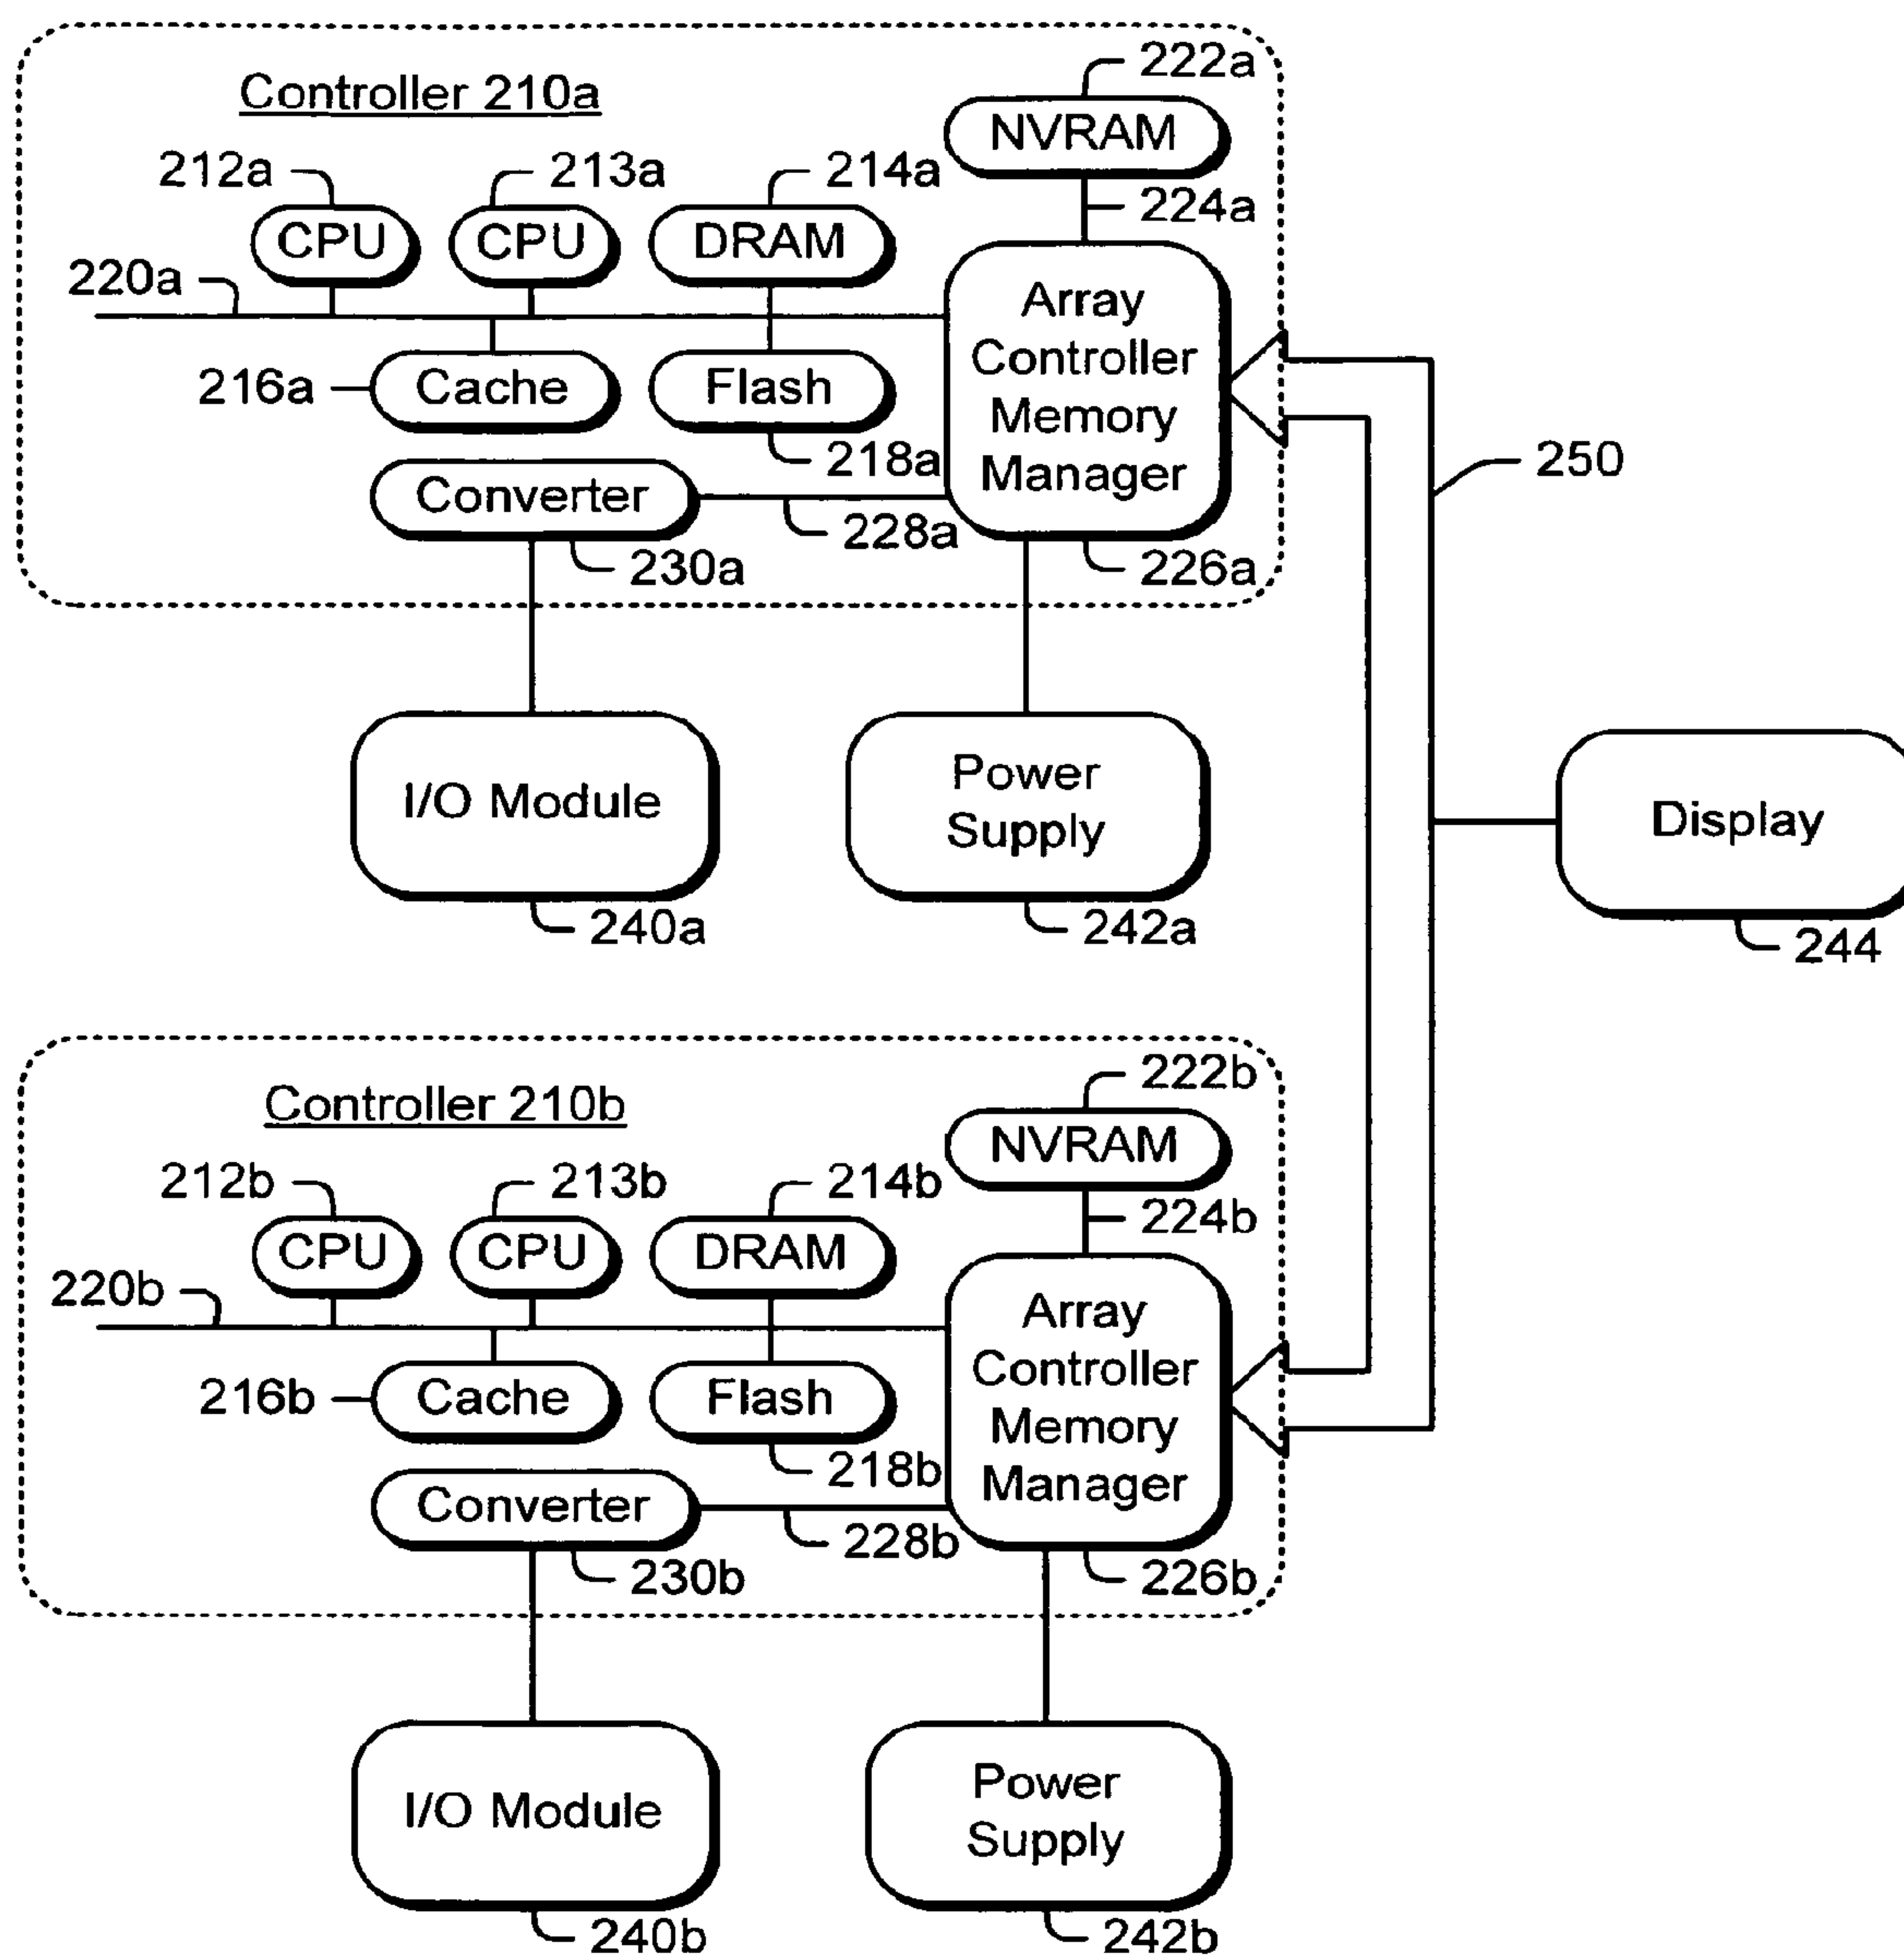 222a
Controller 210a
NVRAM
212a
213a
214a
224a
CPU
CPU
DRAM
220a
Array
Controller
Memory
Manager
216a
Cache
Flash
218a
250
Converter
228a
230a
226a
I/O Module
Power
Supply
Display
240a
242a
244
222b
Controller 210b
NVRAM
212b
213b
214b
224b
CPU
CPU
DRAM
220b
Array
Controller
Memory
Manager
216b
Cache
Flash
218b
Converter
228b
230b
226b
I/O Module
Power
Supply
240b
242b